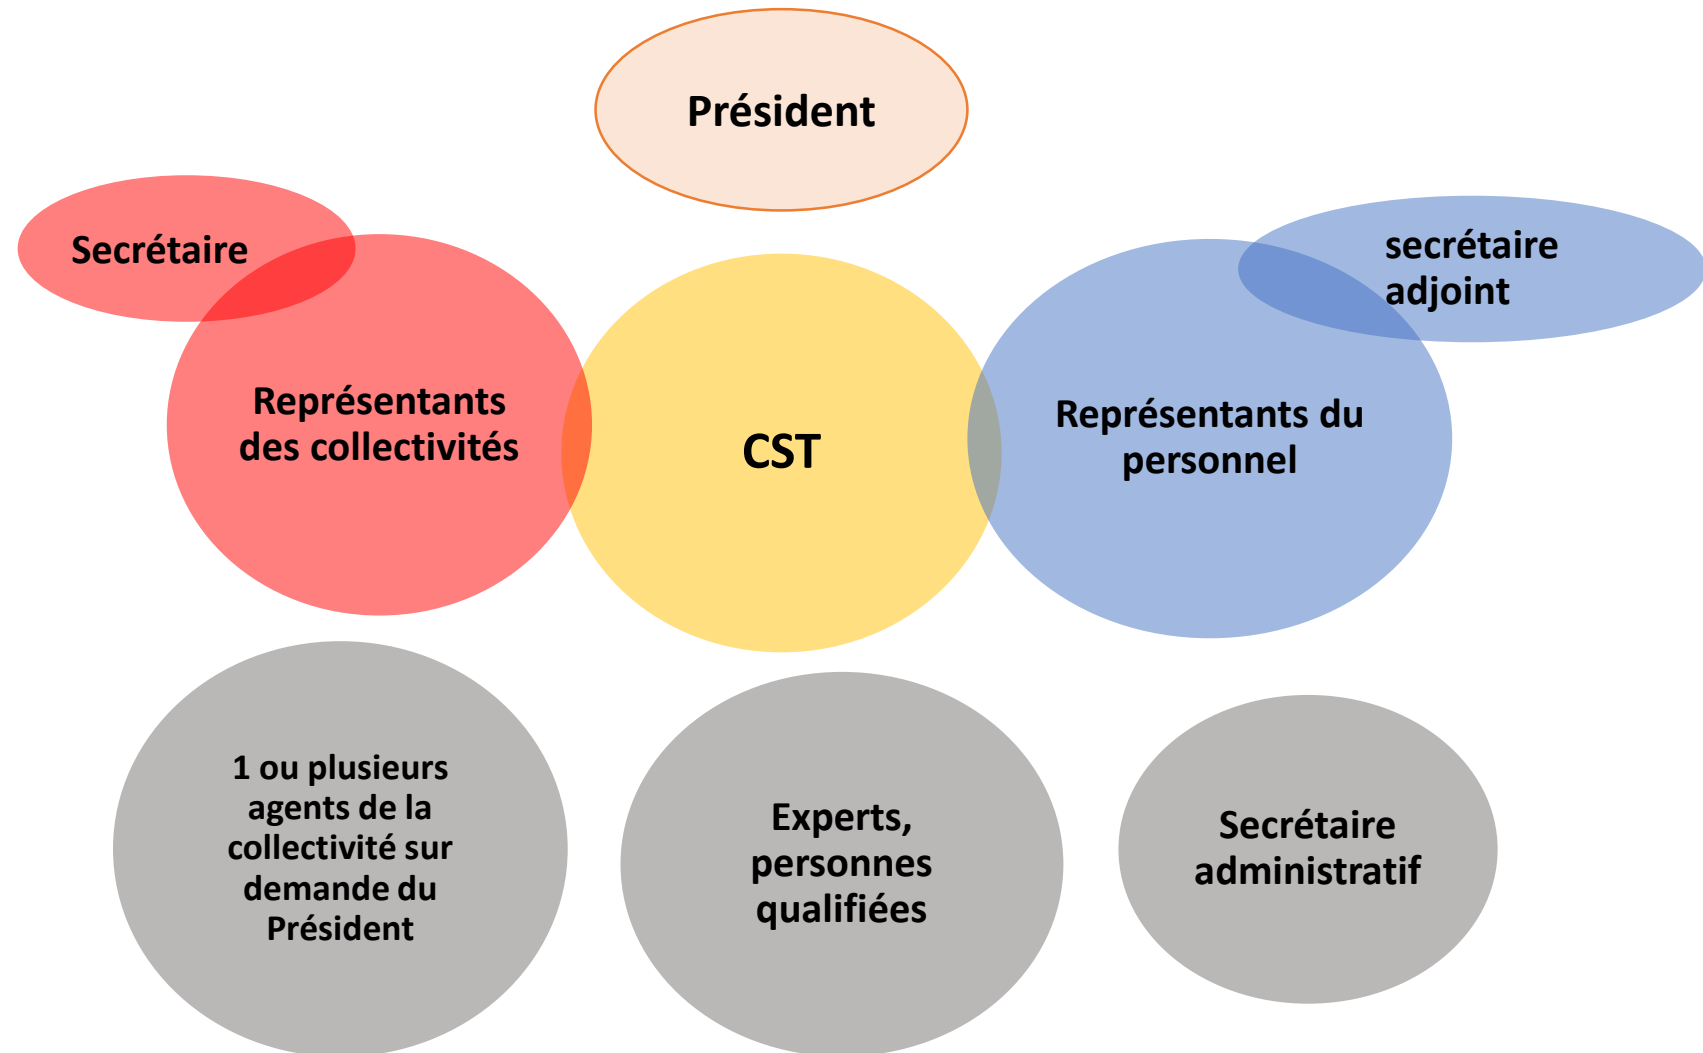 Président
Secrétaire
secrétaire
adjoint
Représentants
des collectivités
CST
Représentants du
personnel
1 ou plusieurs
agents de la
collectivité sur
demande du
Président
Experts,
personnes
qualifiées
Secrétaire
administratif